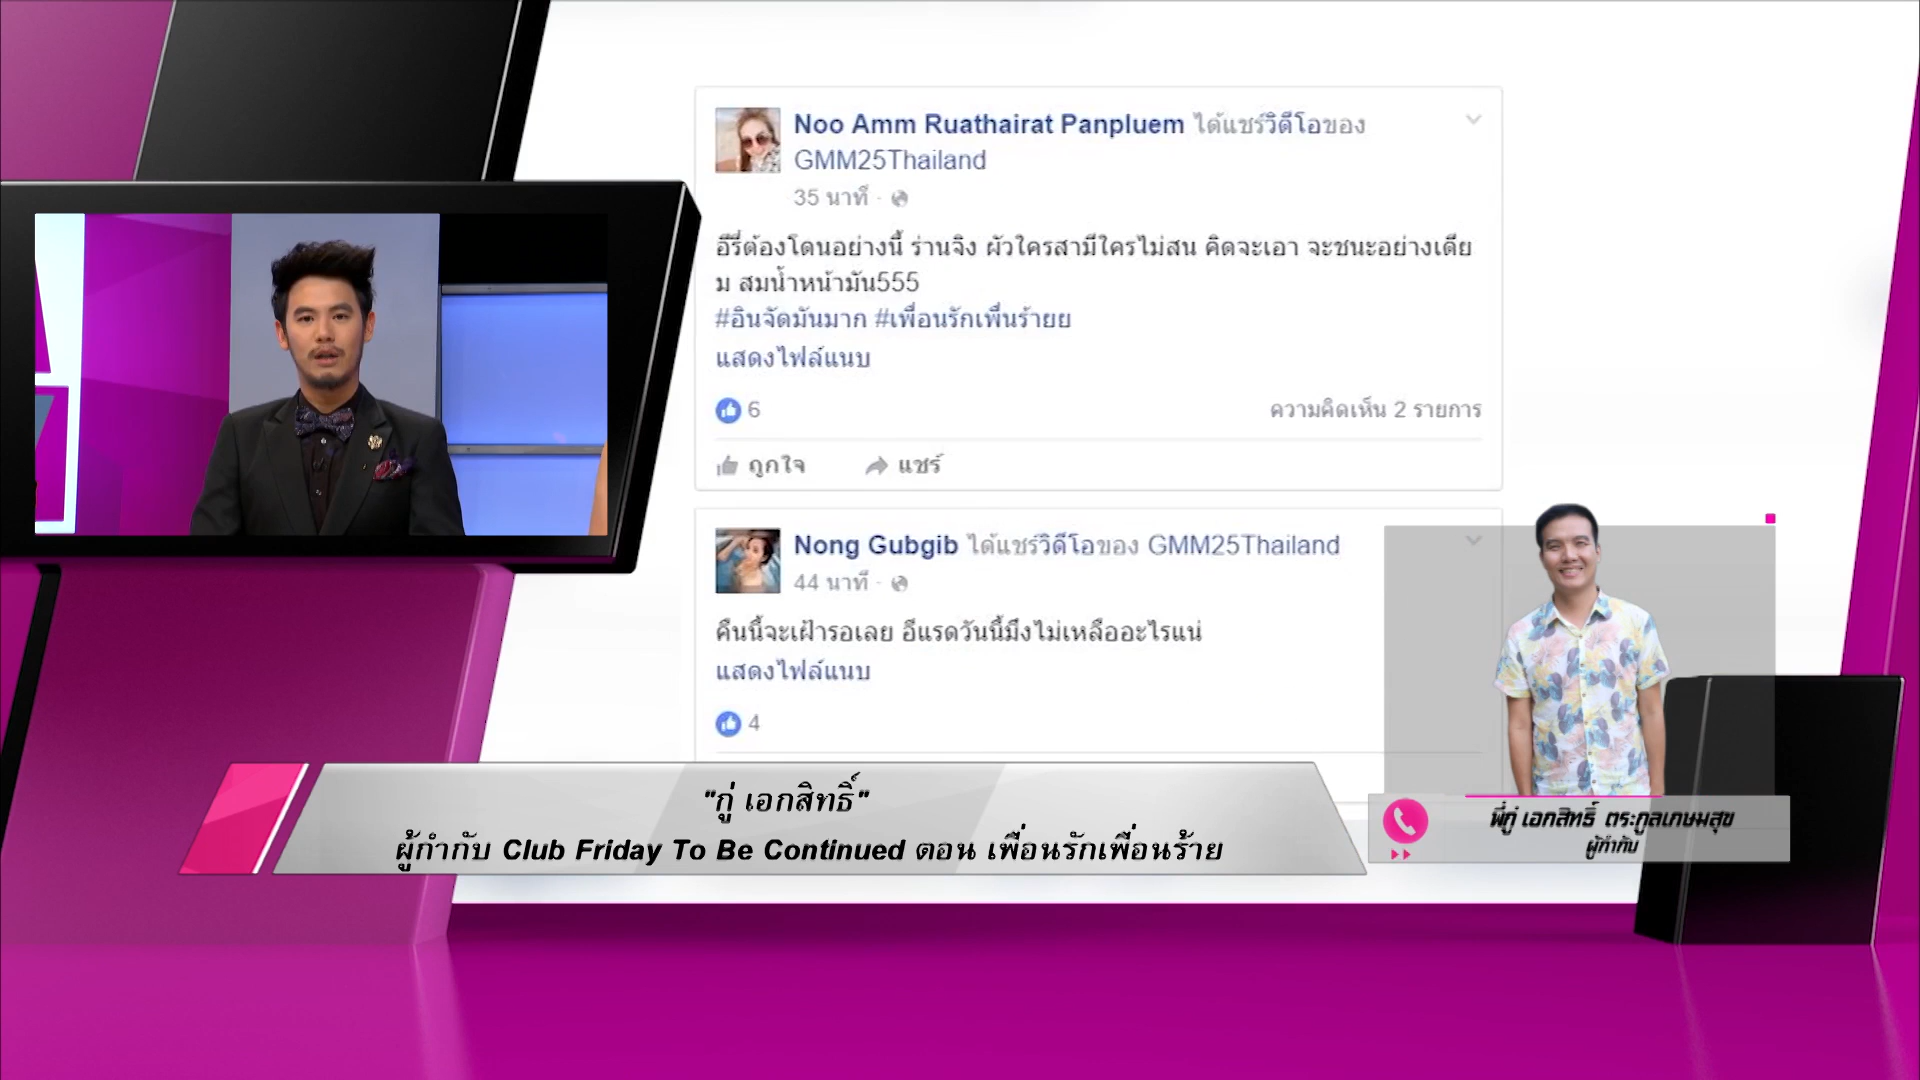 Noo Amm Ruathairat Panpluem ได้แชร์วิดีโอของ
GMM25Thailand
35 นาที ·
อีรี่ต้องโดนอย่างนี้ ร่านจิง ผัวใครสามีใครไม่สน คิดจะเอา จะชนะอย่างเดีย
ม สมน้ำหน้ามัน555
#อินจัดมันมาก #เพื่อนรักเพื่นร้ายย
แสดงไฟล์แนบ
6
ความคิดเห็น 2 รายการ
ถูกใจ
แชร์
Nong Gubgib ได้แชร์วิดีโอของ GMM25Thailand
44 นาที ·
คืนนี้จะเฝ้ารอเลย อีแรดวันนี้มึงไม่เหลืออะไรแน่
แสดงไฟล์แนบ
4
"กู่ เอกสิทธิ์"
ผู้กำกับ Club Friday To Be Continued ตอน เพื่อนรักเพื่อนร้าย
พี่กู่ เอกสิทธิ์ ตระกูลเกษมสุข
ผู้กำกับ